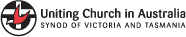 Uniting Church in Australia
SYNOD OF VICTORIA AND TASMANIA